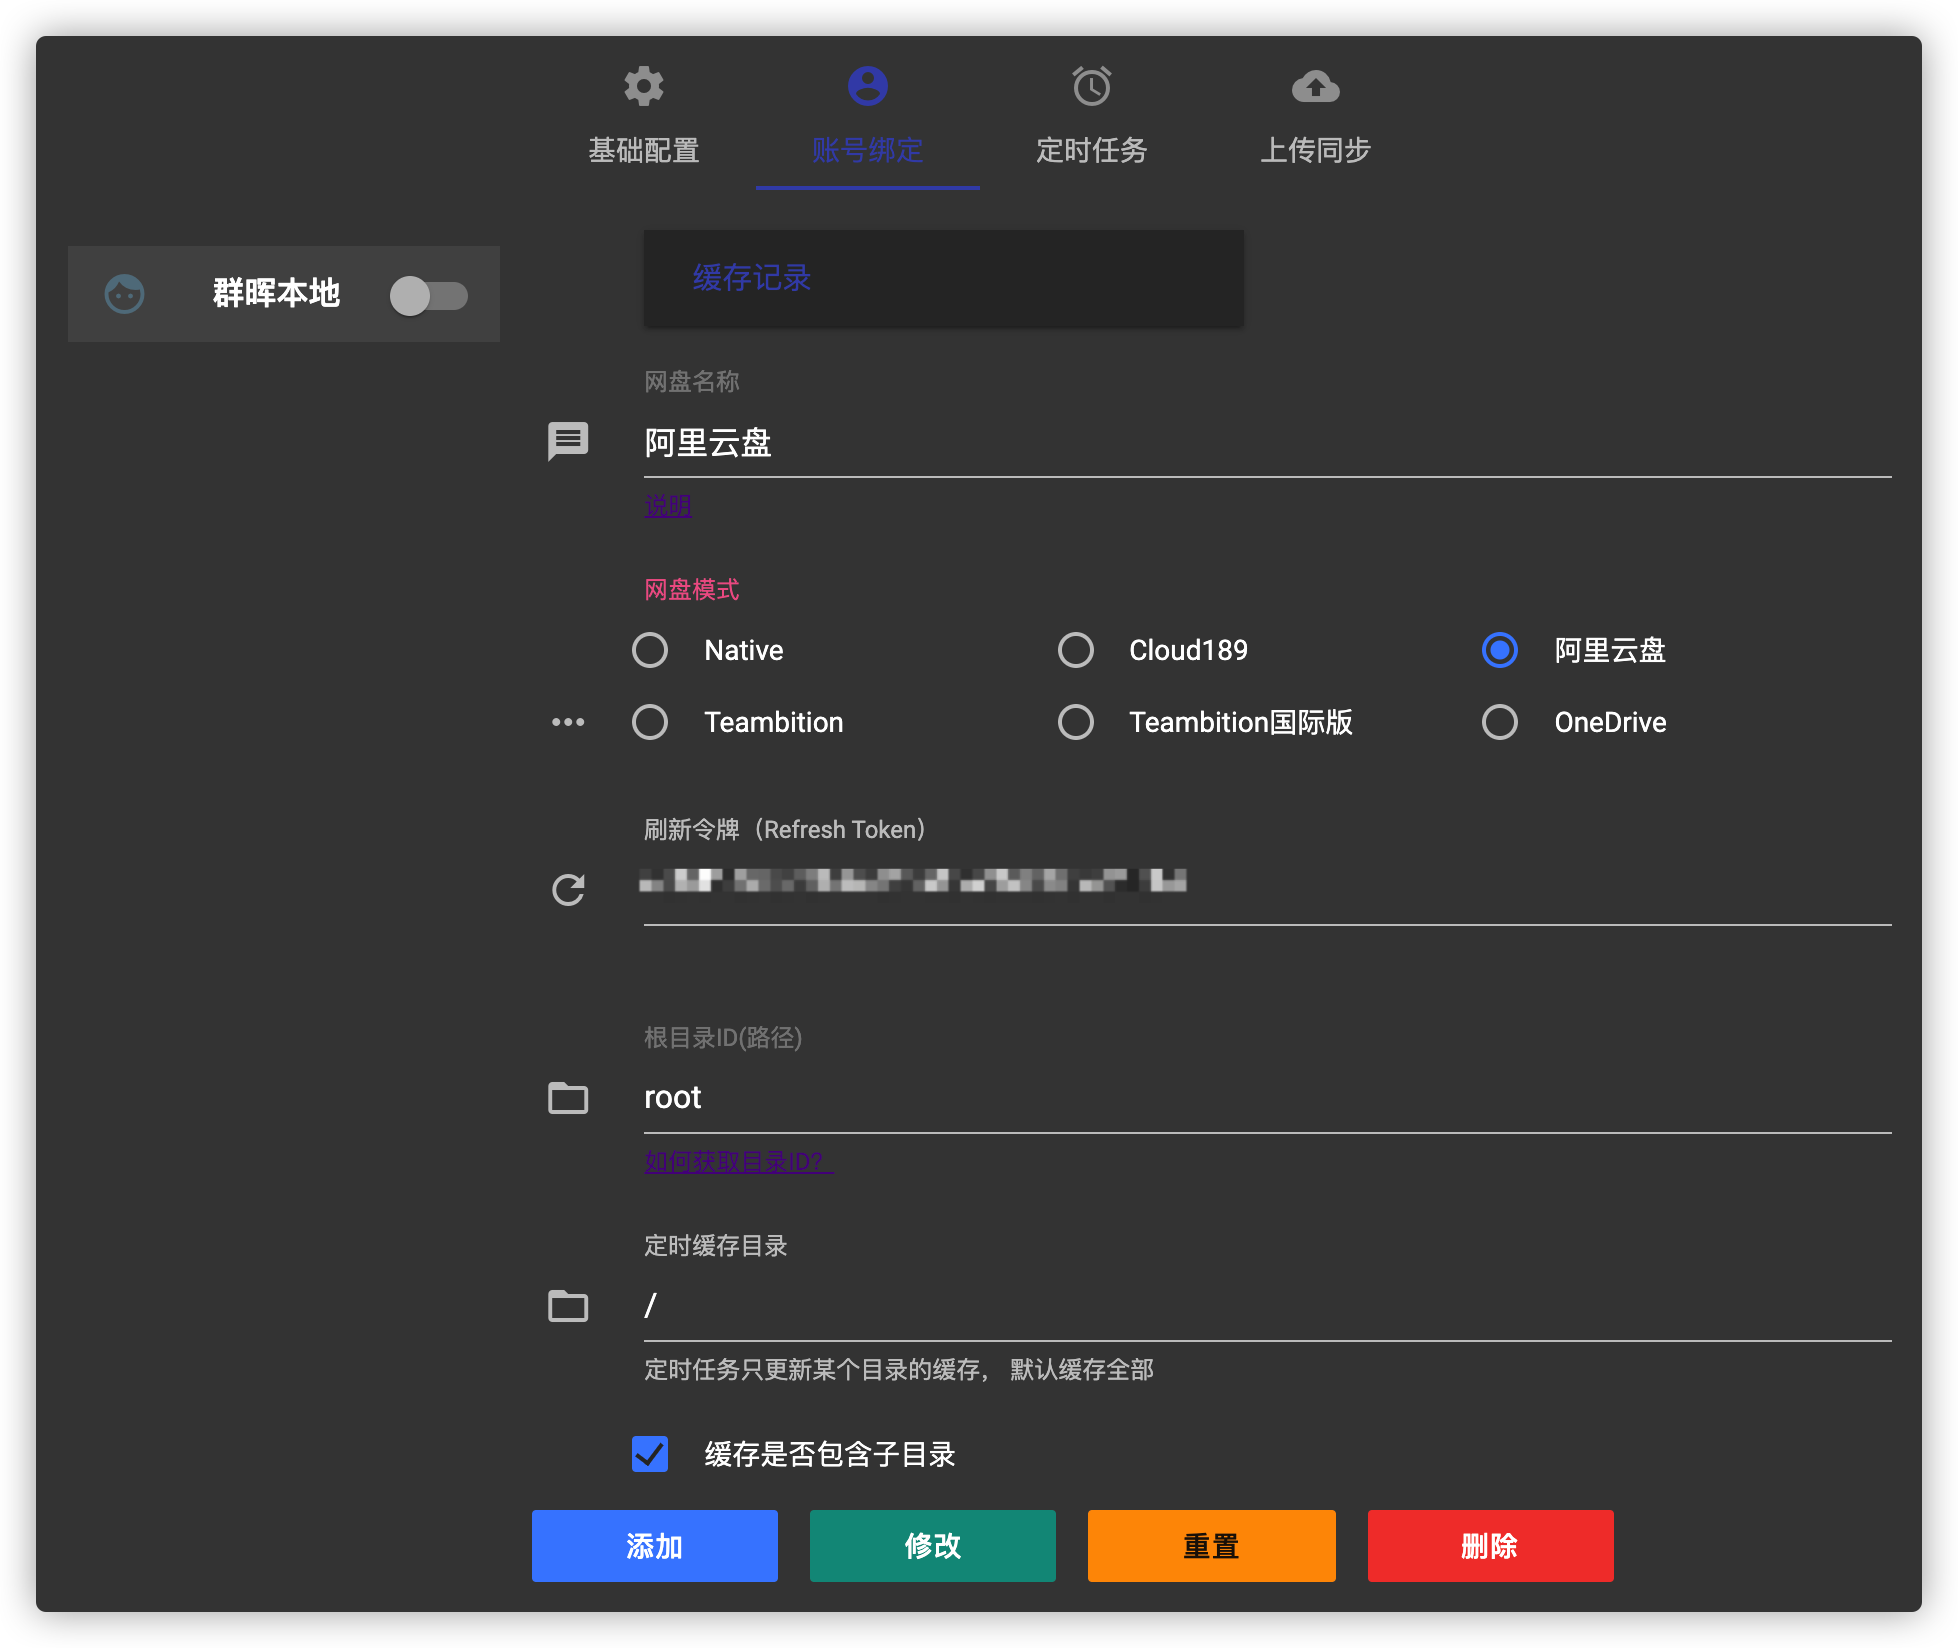 基础配置
账号绑定
定时任务
上传同步
群晖本地
缓存记录
网盘名称
阿里云盘
说明
网盘模式
Native
Cloud189
阿里云盘
Teambition
Teambition国际版
OneDrive
刷新令牌（Refresh Token）
根目录ID(路径)
root
如何获取目录ID？
定时缓存目录
/
定时任务只更新某个目录的缓存，默认缓存全部
缓存是否包含子目录
添加
修改
重置
删除